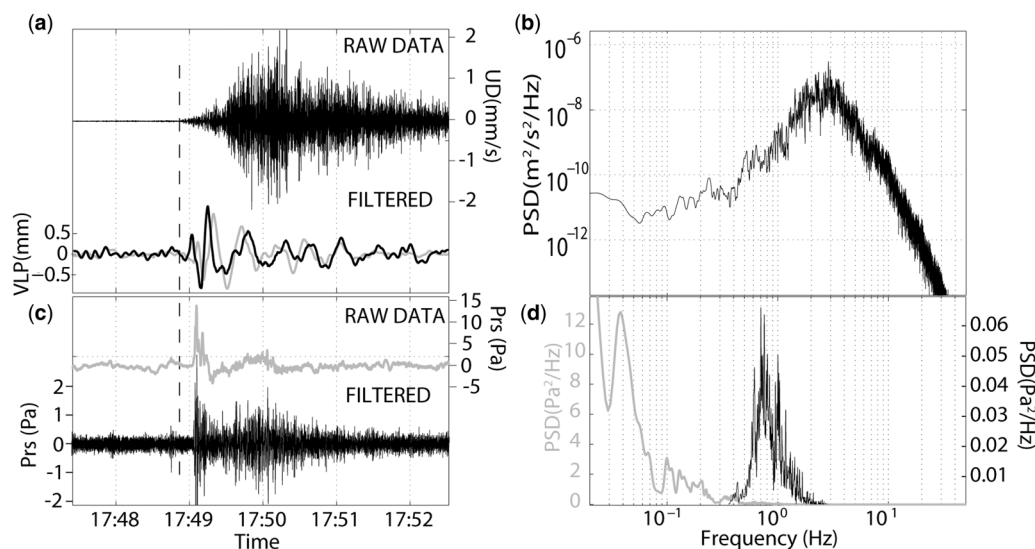 (a)
RAW DATA
2
1
0
-1
-2
UD(mm/s)
FILTERED
0.5
0
−0.5
VLP(mm)
(c)
RAW DATA
15
10
5
0
-5
Prs (Pa)
FILTERED
2
1
0
-1
-2
Prs (Pa)
17:48 17:49 17:50 17:51 17:52
Time
(b)
10⁻⁶
10⁻⁸
10⁻¹⁰
10⁻¹²
PSD(m²/s²/Hz)
(d)
12
10
8
6
4
2
0
PSD(Pa²/Hz)
0.06
0.05
0.04
0.03
0.02
0.01
PSD(Pa²/Hz)
10⁻¹ 10⁰ 10¹
Frequency (Hz)